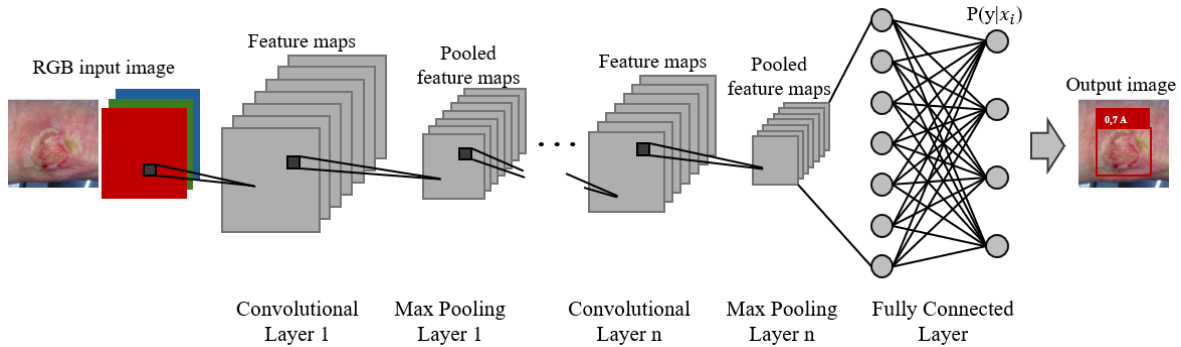 RGB input image
Feature maps
Pooled
feature maps
. . .
Feature maps
Pooled
feature maps
P(y|x_i)
Output image
0,7 A
Convolutional
Layer 1
Max Pooling
Layer 1
Convolutional
Layer n
Max Pooling
Layer n
Fully Connected
Layer